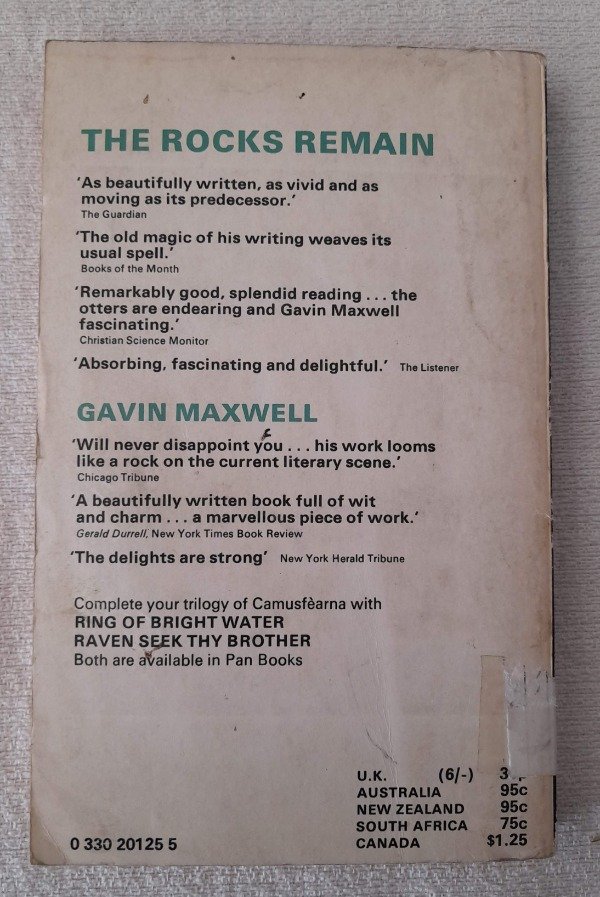 THE ROCKS REMAIN
'As beautifully written, as vivid and as
moving as its predecessor.'
The Guardian
'The old magic of his writing weaves its
usual spell.'
Books of the Month
'Remarkably good, splendid reading . . . the
otters are endearing and Gavin Maxwell
fascinating.'
Christian Science Monitor
'Absorbing, fascinating and delightful.' The Listener
GAVIN MAXWELL
'Will never disappoint you . . . his work looms
like a rock on the current literary scene.'
Chicago Tribune
'A beautifully written book full of wit
and charm . . . a marvellous piece of work.'
Gerald Durrell, New York Times Book Review
'The delights are strong' New York Herald Tribune
Complete your trilogy of Camusfèarna with
RING OF BRIGHT WATER
RAVEN SEEK THY BROTHER
Both are available in Pan Books
U.K. (6/-)
AUSTRALIA 95c
NEW ZEALAND 95c
SOUTH AFRICA 75c
CANADA $1.25
0 330 20125 5